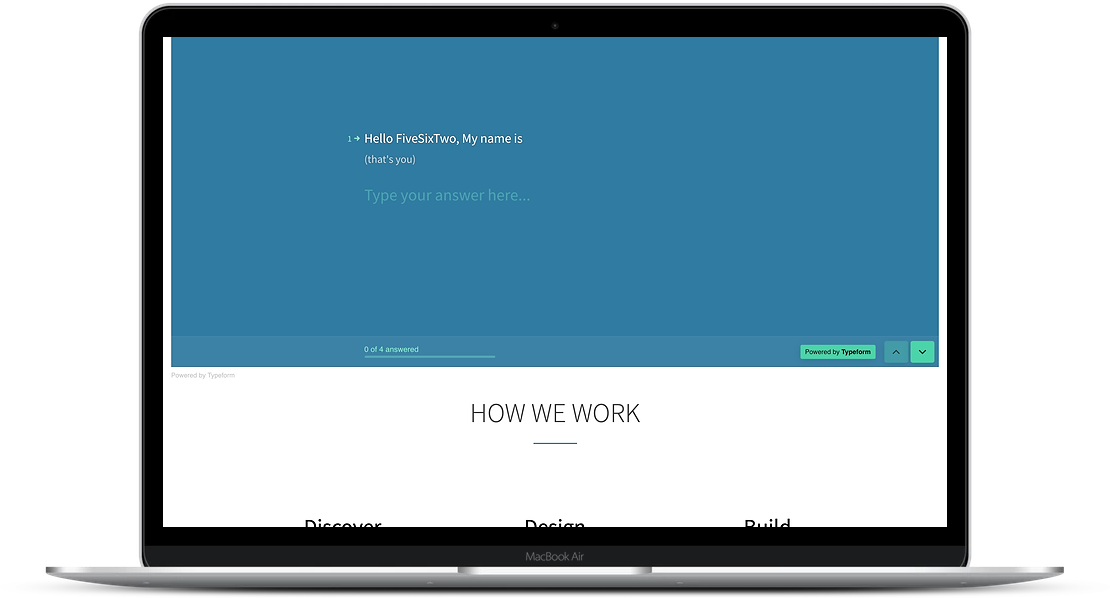 1 → Hello FiveSixTwo, My name is
(that's you)
Type your answer here...
0 of 4 answered
Powered by Typeform
Powered by Typeform
HOW WE WORK
Discover Design Build
MacBook Air